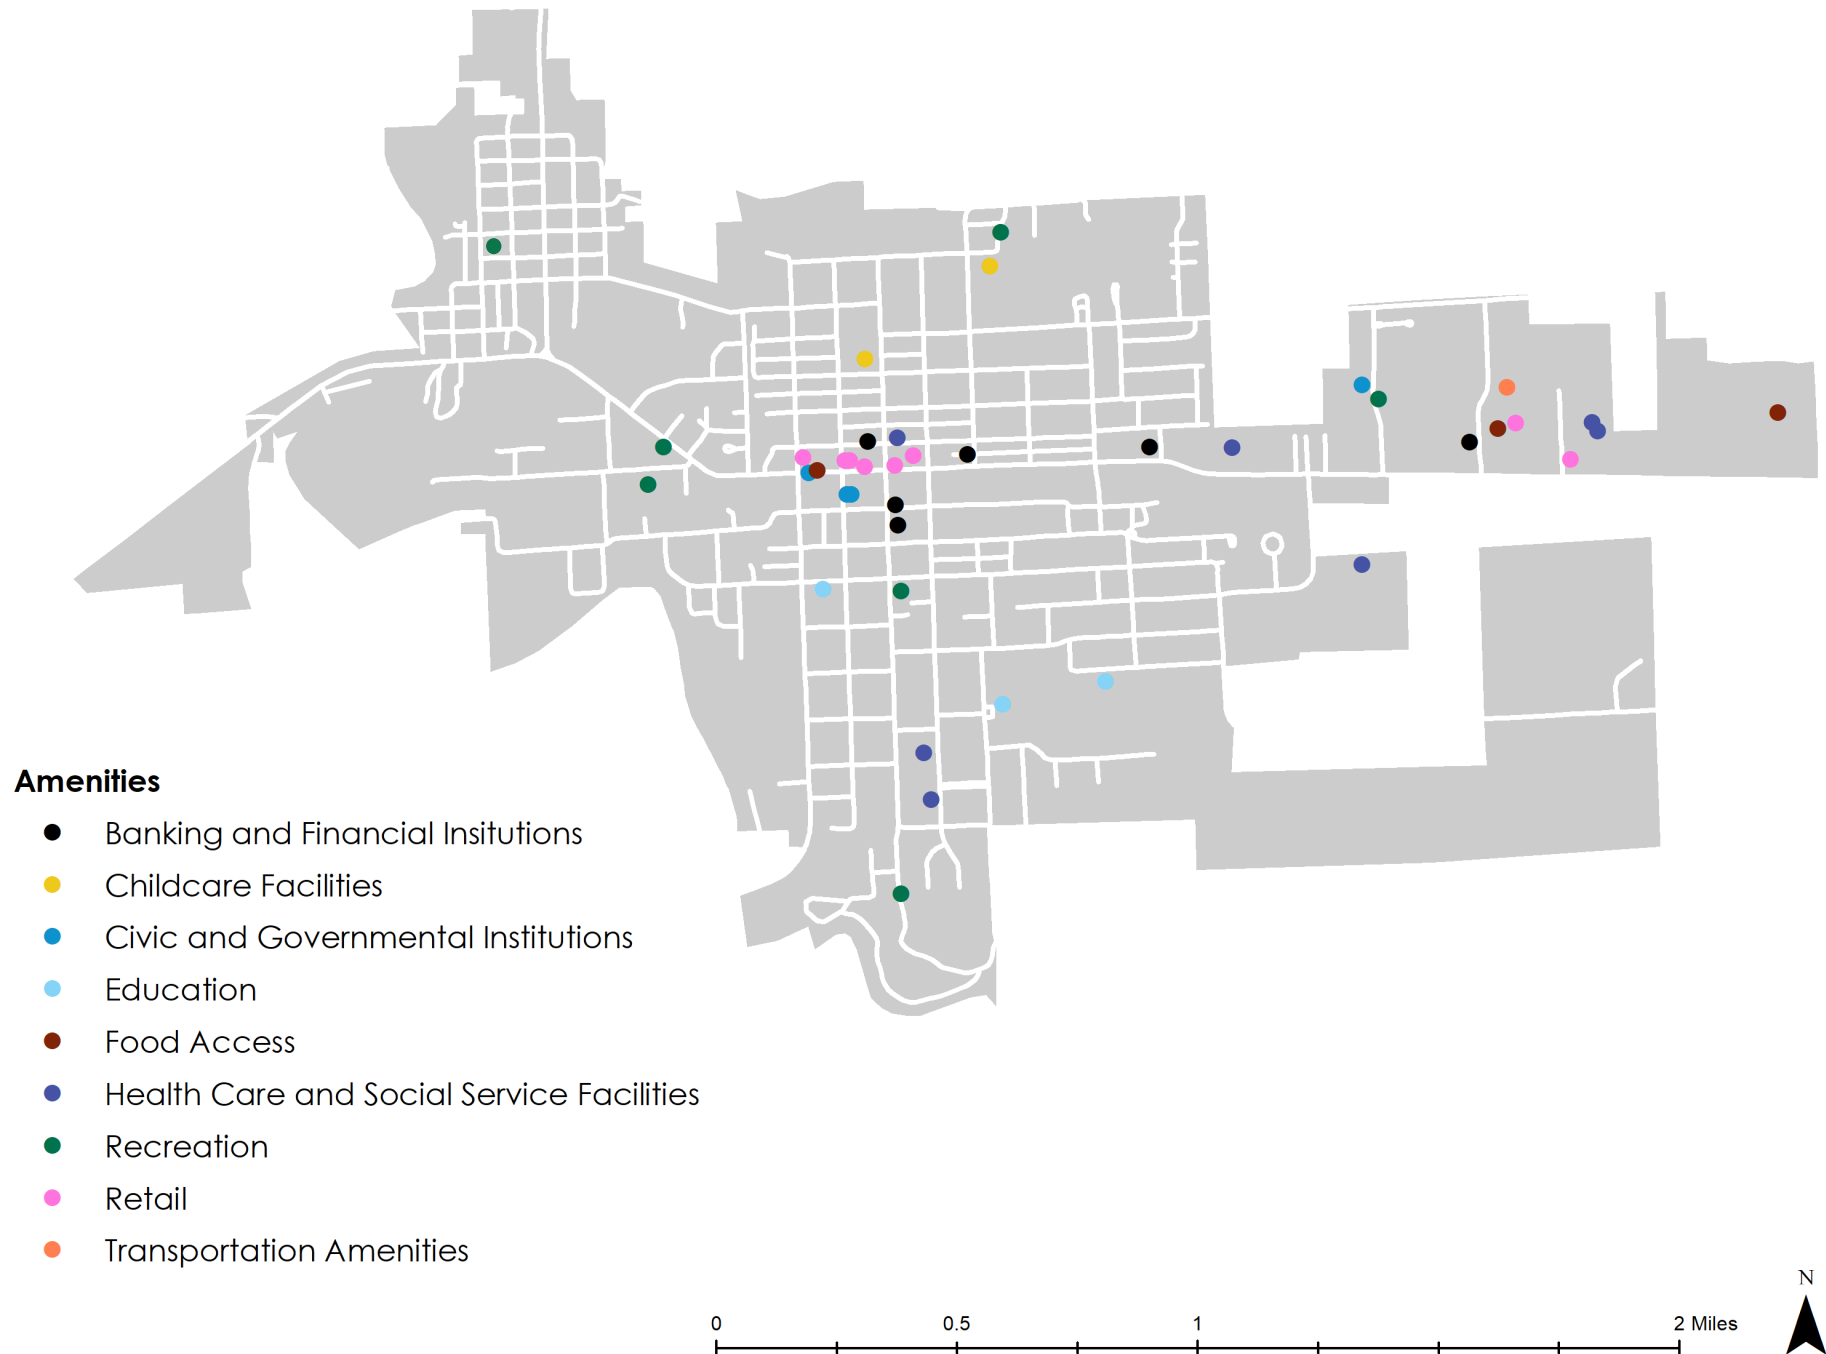 Amenities
Banking and Financial Insitutions
Childcare Facilities
Civic and Governmental Institutions
Education
Food Access
Health Care and Social Service Facilities
Recreation
Retail
Transportation Amenities
N
0 0.5 1 2 Miles